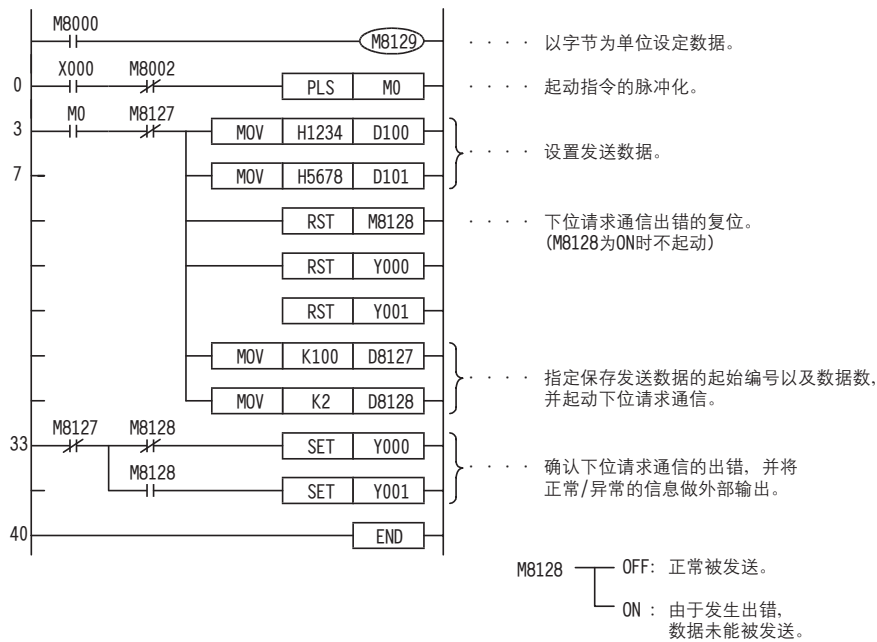 M8000
M8129 · · · · 以字节为单位设定数据。
X000 M8002
0 PLS M0 · · · · 起动指令的脉冲化。
M0 M8127
3 MOV H1234 D100
· · · · 设置发送数据。
7 MOV H5678 D101
RST M8128 · · · · 下位请求通信出错的复位。
(M8128为ON时不起动)
RST Y000
RST Y001
MOV K100 D8127
· · · · 指定保存发送数据的起始编号以及数据数,
并起动下位请求通信。
MOV K2 D8128
M8127 M8128
33 SET Y000
· · · · 确认下位请求通信的出错, 并将
正常/异常的信息做外部输出。
M8128
SET Y001
40 END
M8128 OFF: 正常被发送。
ON : 由于发生出错,
数据未能被发送。